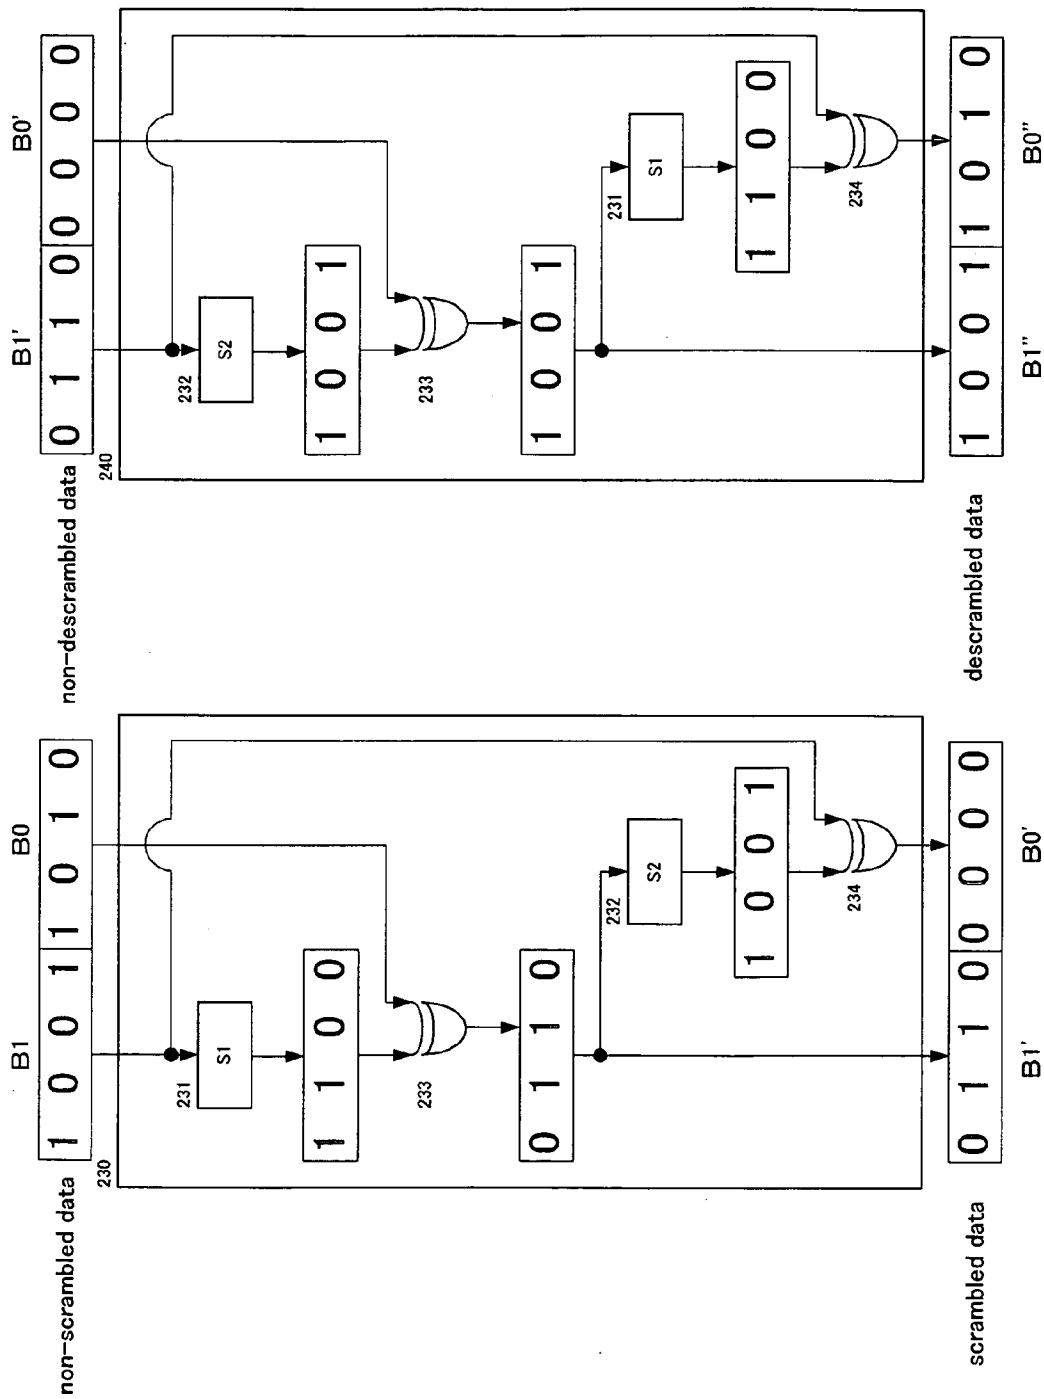 non-descrambled data
B1' B0'
0 1 1 0 0 0 0 0
240
232
S2
1 0 0 1
233
1 0 0 1
231
S1
1 1 0 0
234
1 0 0 1 1 0 1 0
B1" B0"
descrambled data
non-scrambled data
B1 B0
1 0 0 1 1 0 1 0
230
231
S1
1 1 0 0
233
0 1 1 0
232
S2
1 0 0 1
234
0 1 1 0 0 0 0 0
B1' B0'
scrambled data